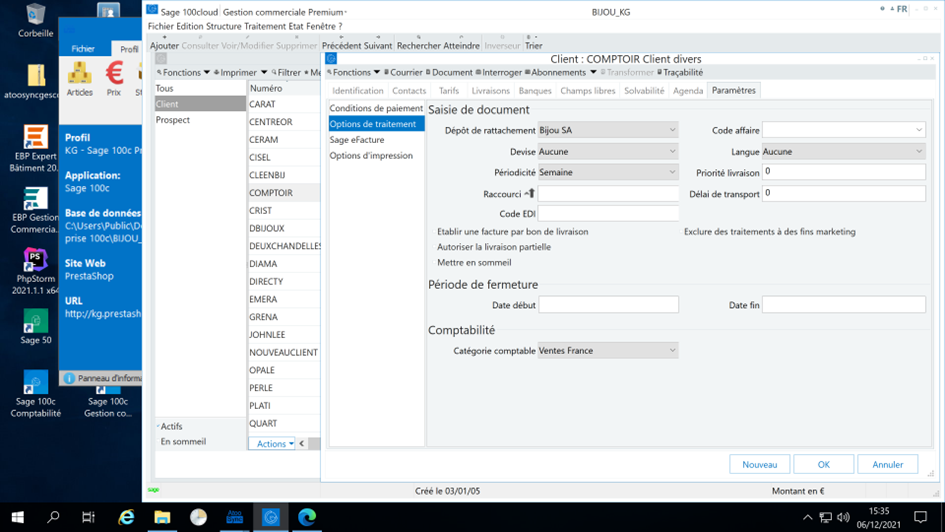 Sage 100cloud Gestion commerciale Premium
BIJOU_KG
FR
Fichier Edition Structure Traitement Etat Fenêtre ?
Ajouter Consulter Voir/Modifier Supprimer Précédent Suivant Rechercher Atteindre Inverseur Trier
Corbeille
Fichier Profil
Articles Prix
atoosyncgesc
Profil
KG - Sage 100c Pr
Application:
Sage 100c
Base de données
C:\Users\Public\Do
prise 100c\BIJOU_
Site Web
PrestaShop
URL
http://kg.prestash
Panneau d'informa
EBP Expert
Bâtiment 20...
EBP Gestion
Commercia...
PhpStorm
2021.1.1 x64
Sage 50
Sage 100c
Comptabilité
Sage 100c
Gestion co...
Fonctions Imprimer Filtrer
Tous
Client
Prospect
Actifs
En sommeil
Numéro
CARAT
CENTREOR
CERAM
CISEL
CLEENBIJ
COMPTOIR
CRIST
DBIJOUX
DEUXCHANDELLES
DIAMA
DIRECTY
EMERA
GRENA
JOHNLEE
NOUVEAUCLIENT
OPALE
PERLE
PLATI
QUART
Actions
Client : COMPTOIR Client divers
Fonctions Courrier Document Interroger Abonnements Transformer Traçabilité
Identification Contacts Tarifs Livraisons Banques Champs libres Solvabilité Agenda Paramètres
Conditions de paiement
Options de traitement
Sage eFacture
Options d'impression
Saisie de document
Dépôt de rattachement Bijou SA Code affaire
Devise Aucune Langue Aucune
Périodicité Semaine Priorité livraison 0
Raccourci Délai de transport 0
Code EDI
Etablir une facture par bon de livraison Exclure des traitements à des fins marketing
Autoriser la livraison partielle
Mettre en sommeil
Période de fermeture
Date début Date fin
Comptabilité
Catégorie comptable Ventes France
Nouveau OK Annuler
Créé le 03/01/05 Montant en €
Atoo
Sync
15:35
06/12/2021